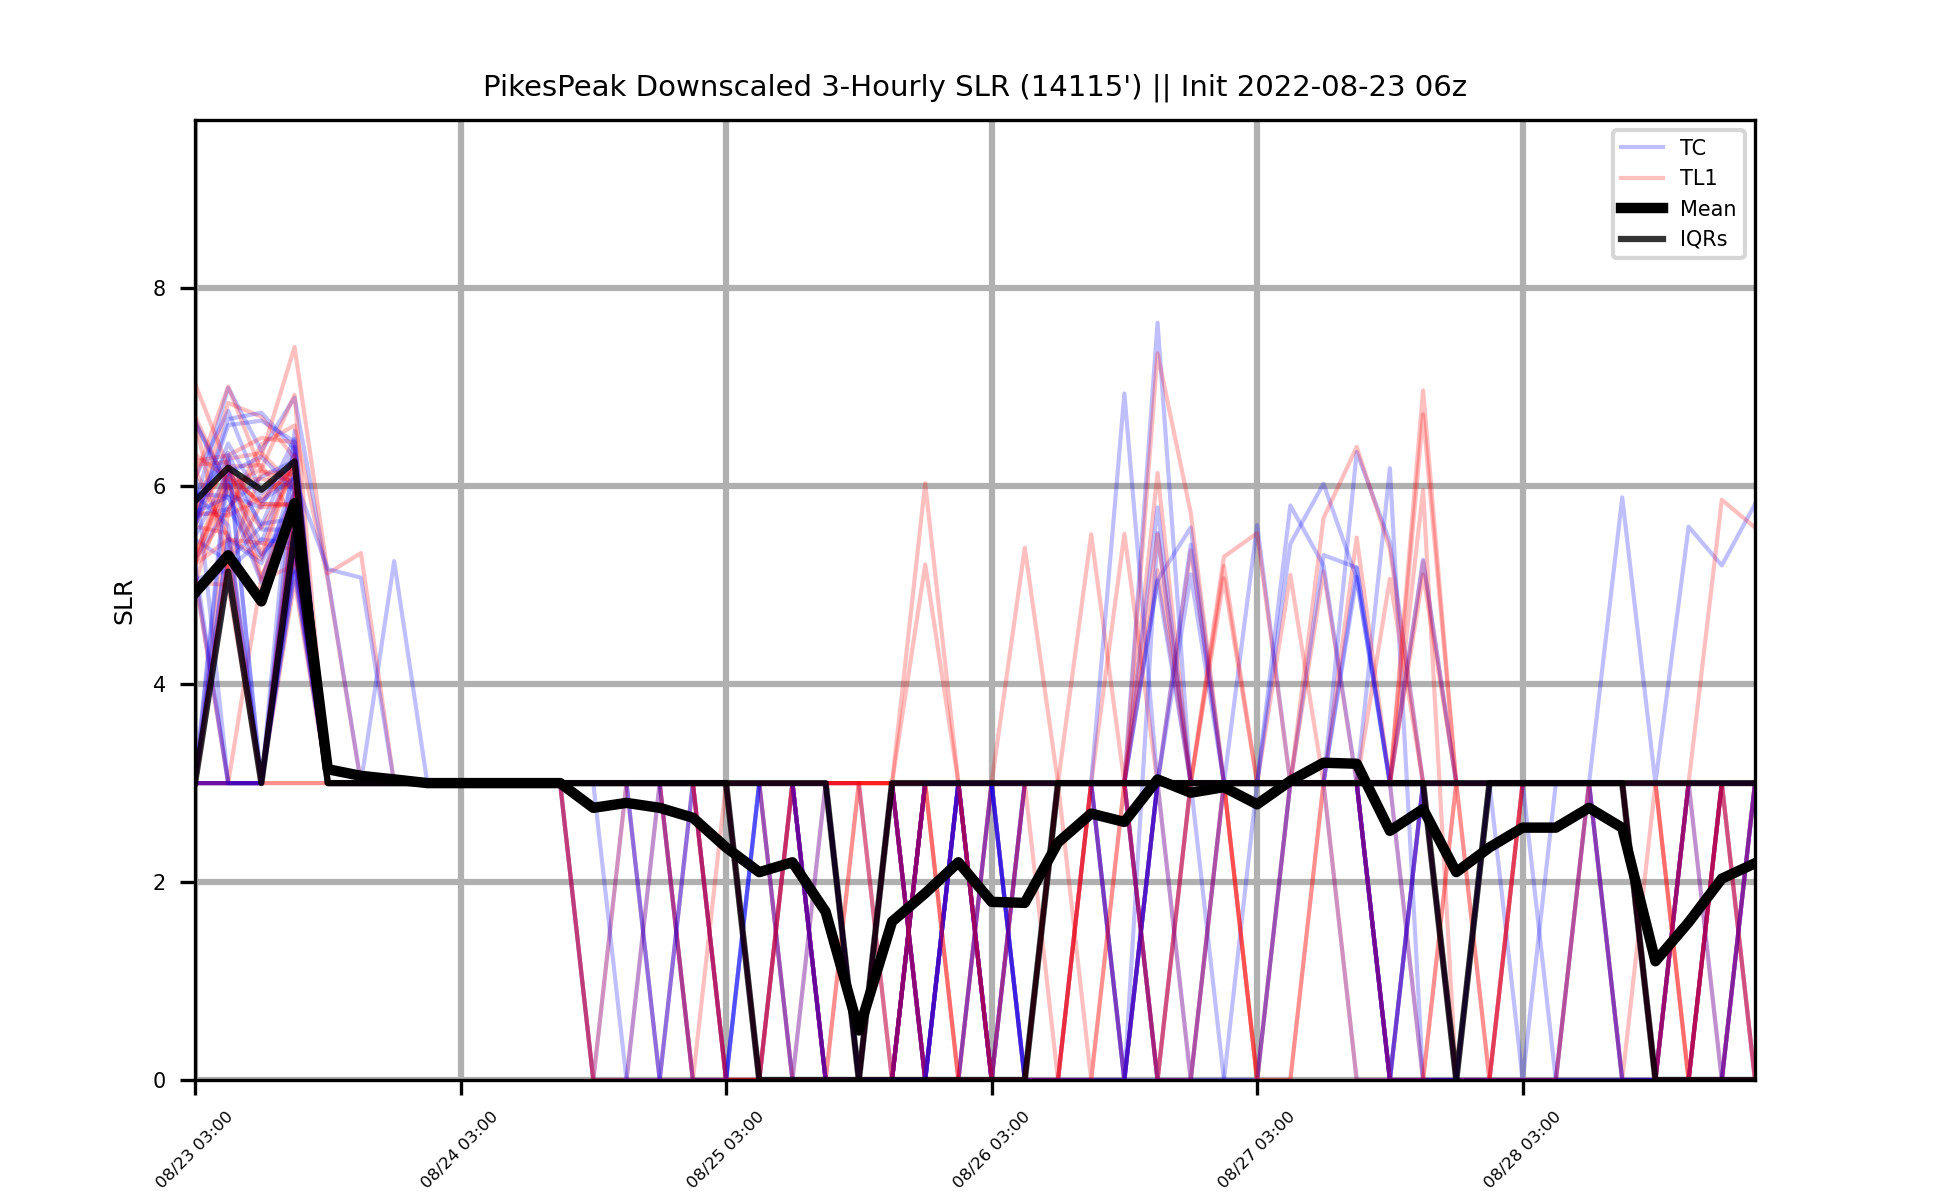 PikesPeak Downscaled 3-Hourly SLR (14115') || Init 2022-08-23 06z
TC
TL1
Mean
IQRs
SLR
8
6
4
2
0
08/23 03:00
08/24 03:00
08/25 03:00
08/26 03:00
08/27 03:00
08/28 03:00